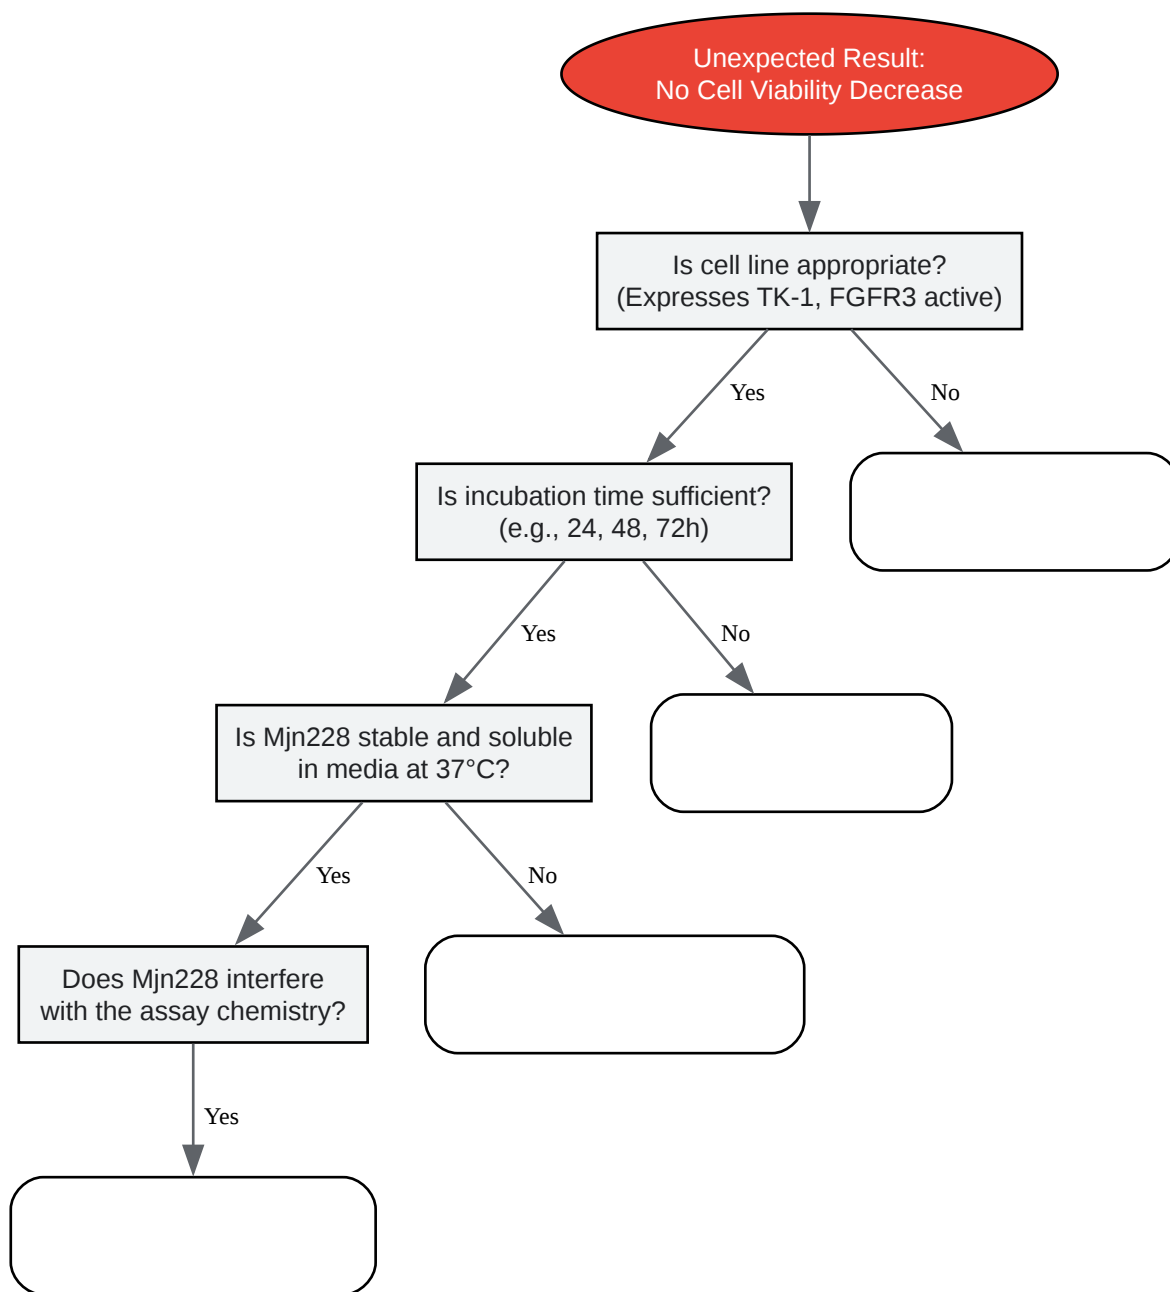 Unexpected Result:
No Cell Viability Decrease
Is cell line appropriate?
(Expresses TK-1, FGFR3 active)
Yes
No
Is incubation time sufficient?
(e.g., 24, 48, 72h)
Yes
No
Is Mjn228 stable and soluble
in media at 37°C?
Yes
No
Does Mjn228 interfere
with the assay chemistry?
Yes